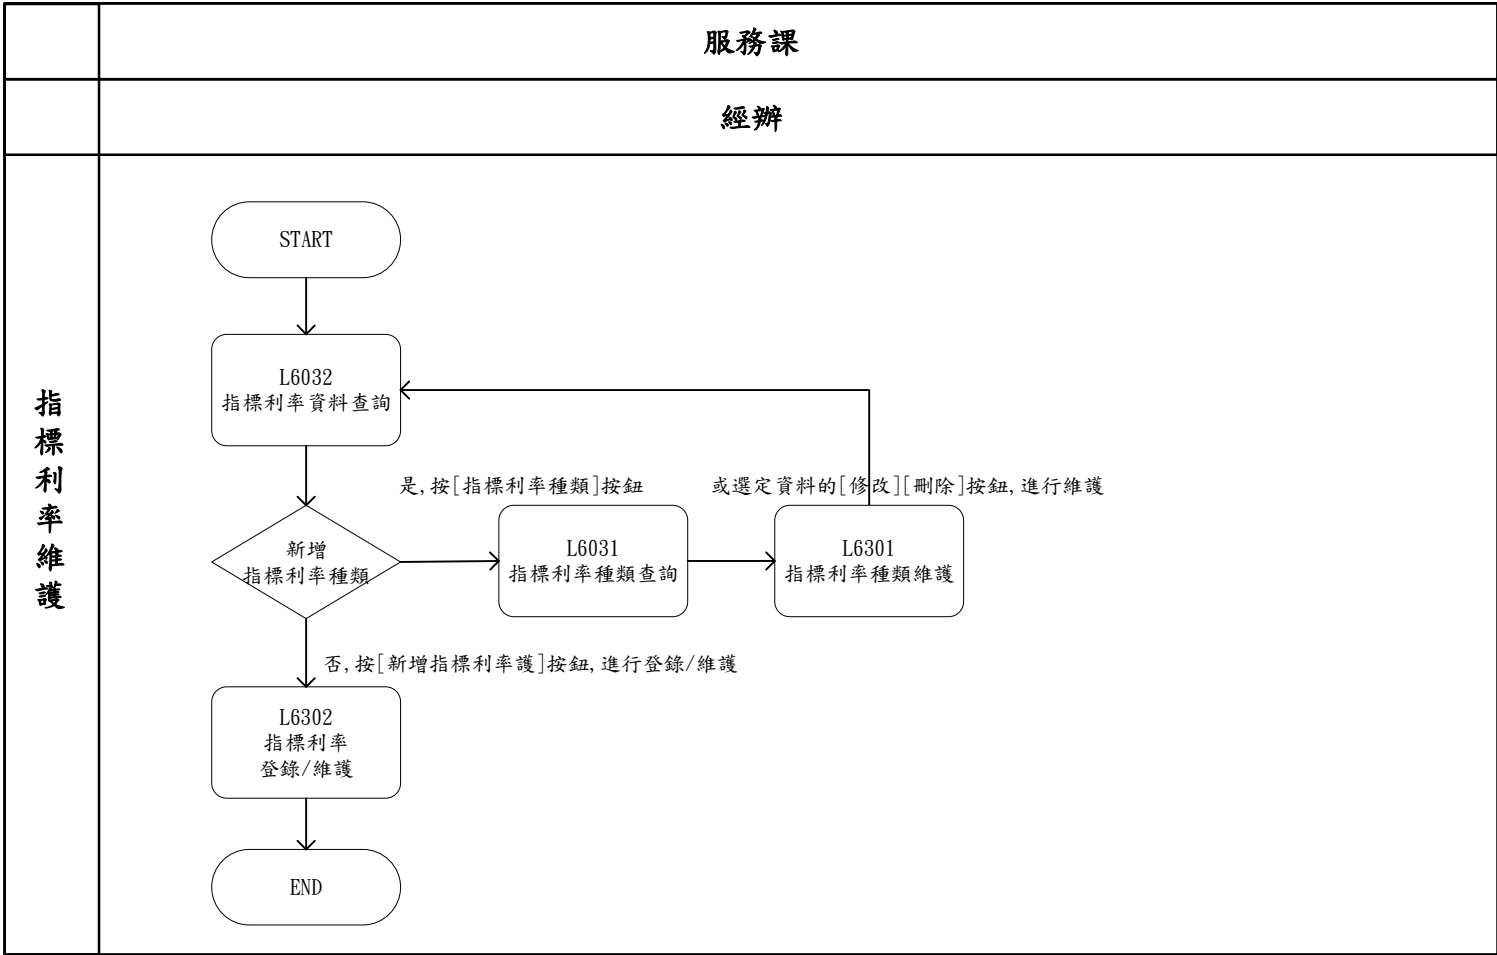 服務課
經辦
指標利率維護
START
L6032
指標利率資料查詢
是,按[指標利率種類]按鈕
或選定資料的[修改][刪除]按鈕,進行維護
新增
指標利率種類
L6031
指標利率種類查詢
L6301
指標利率種類維護
否,按[新增指標利率護]按鈕,進行登錄/維護
L6302
指標利率
登錄/維護
END